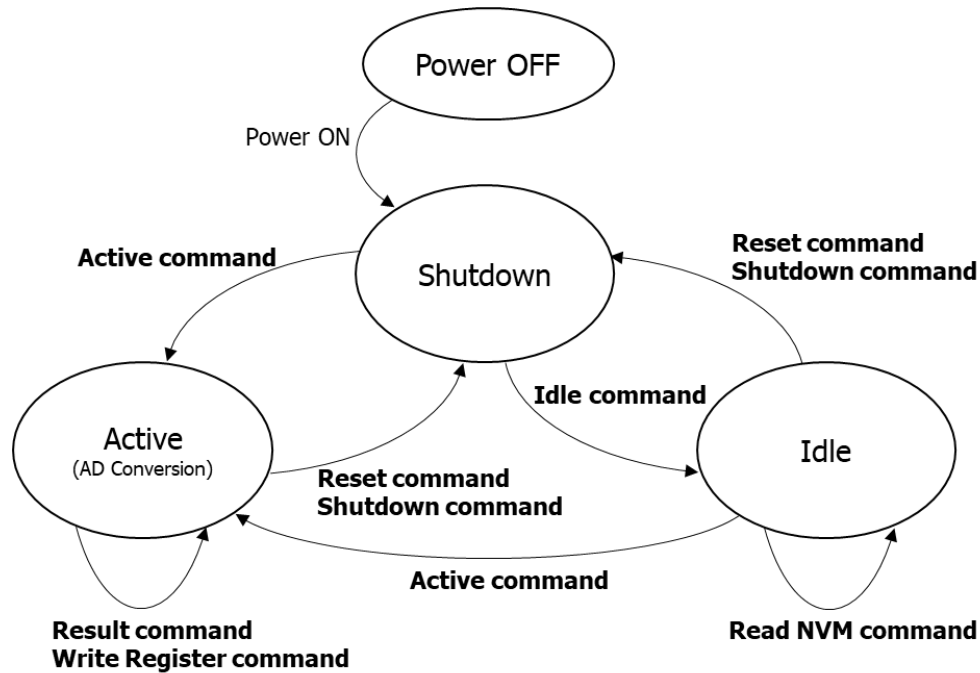 Power OFF
Power ON
Shutdown
Active command
Reset command
Shutdown command
Idle command
Active
(AD Conversion)
Idle
Reset command
Shutdown command
Active command
Result command
Write Register command
Read NVM command